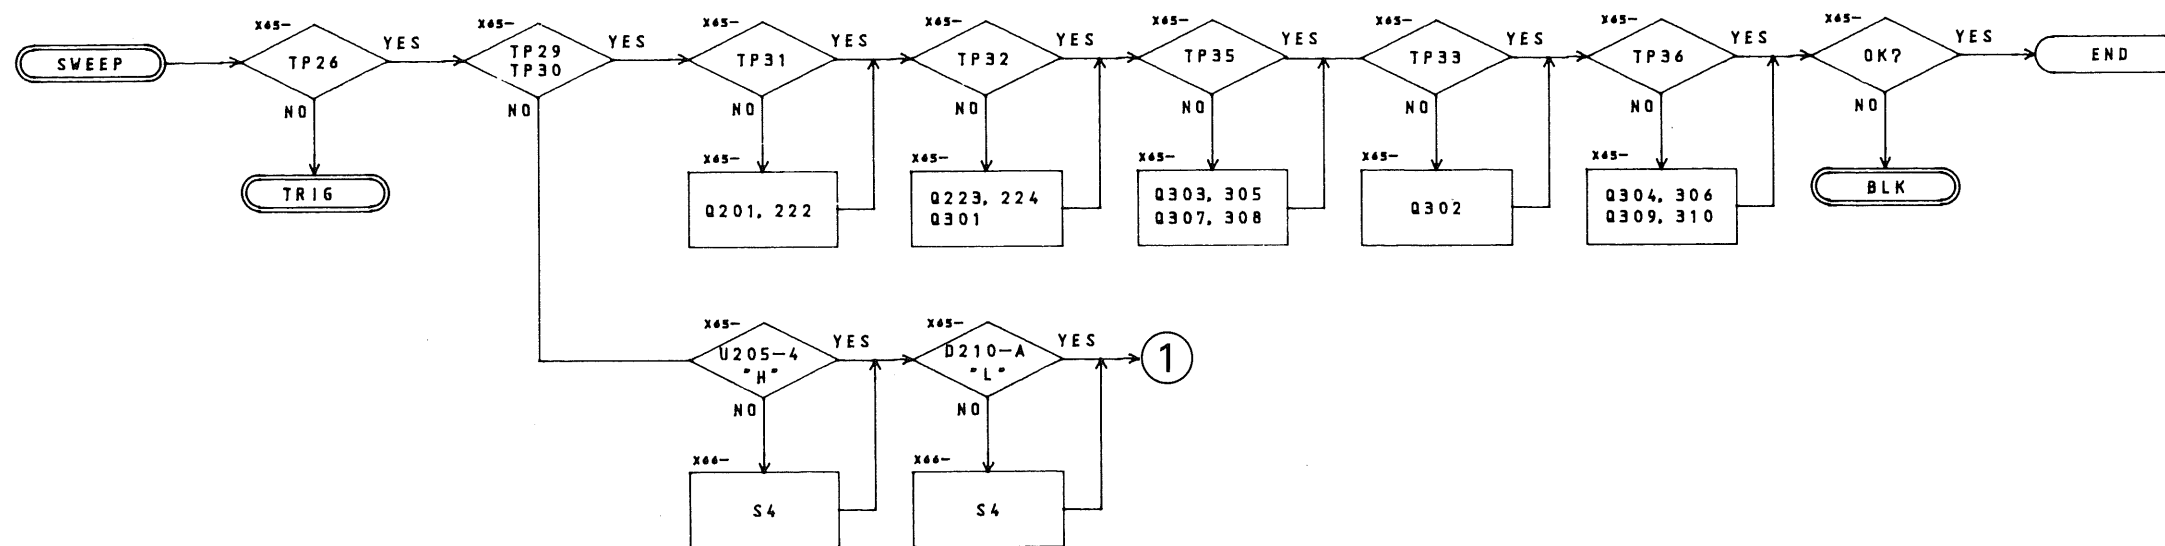 X65- X65- X65- X65- X65- X65- X65- X65-
SWEEP
TP26
YES
TP29
TP30
YES
TP31
YES
TP32
YES
TP35
YES
TP33
YES
TP36
YES
OK?
YES
END
NO NO NO NO NO NO NO NO
TRIG
X65-
Q201, 222
X65-
Q223, 224
Q301
X65-
Q303, 305
Q307, 308
X65-
Q302
X65-
Q304, 306
Q309, 310
BLK
X65-
U205-4
"H"
YES
X65-
D210-A
"L"
YES
1
NO NO
X66-
S4
X66-
S4